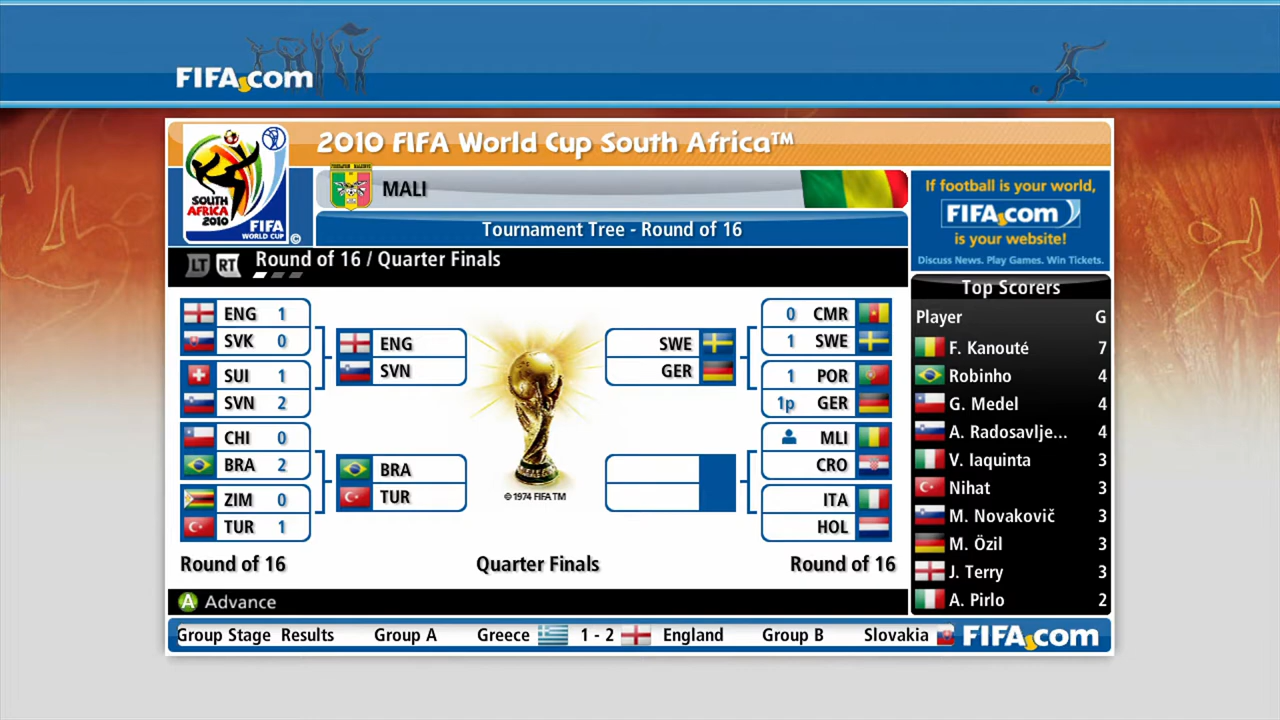 FIFA.com
2010 FIFA World Cup South Africa™
SOUTH
AFRICA
2010
FIFA
WORLD CUP
©
MALI
Tournament Tree - Round of 16
If football is your world,
FIFA.com
is your website!
Discuss News. Play Games. Win Tickets.
LT RT Round of 16 / Quarter Finals
ENG 1
SVK 0
SUI 1
SVN 2
CHI 0
BRA 2
ZIM 0
TUR 1
Round of 16
ENG
SVN
BRA
TUR
©1974 FIFA TM
Quarter Finals
SWE
GER
0 CMR
1 SWE
1 POR
1p GER
MLI
CRO
ITA
HOL
Round of 16
Top Scorers
Player G
F. Kanouté 7
Robinho 4
G. Medel 4
A. Radosavlje... 4
V. Iaquinta 3
Nihat 3
M. Novakovič 3
M. Özil 3
J. Terry 3
A. Pirlo 2
A Advance
Group Stage Results Group A Greece 1 - 2 England Group B Slovakia FIFA.com